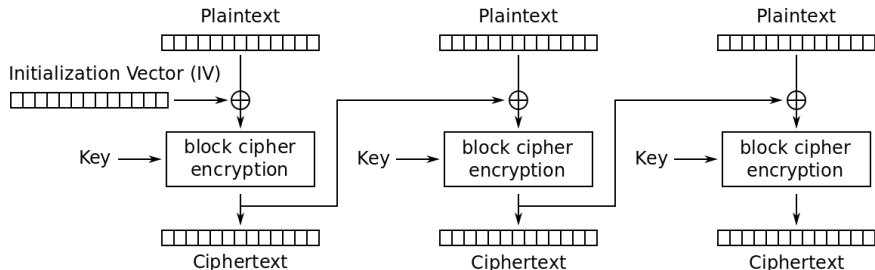 Plaintext
Plaintext
Plaintext
Initialization Vector (IV)
Key
block cipher
encryption
Key
block cipher
encryption
Key
block cipher
encryption
Ciphertext
Ciphertext
Ciphertext